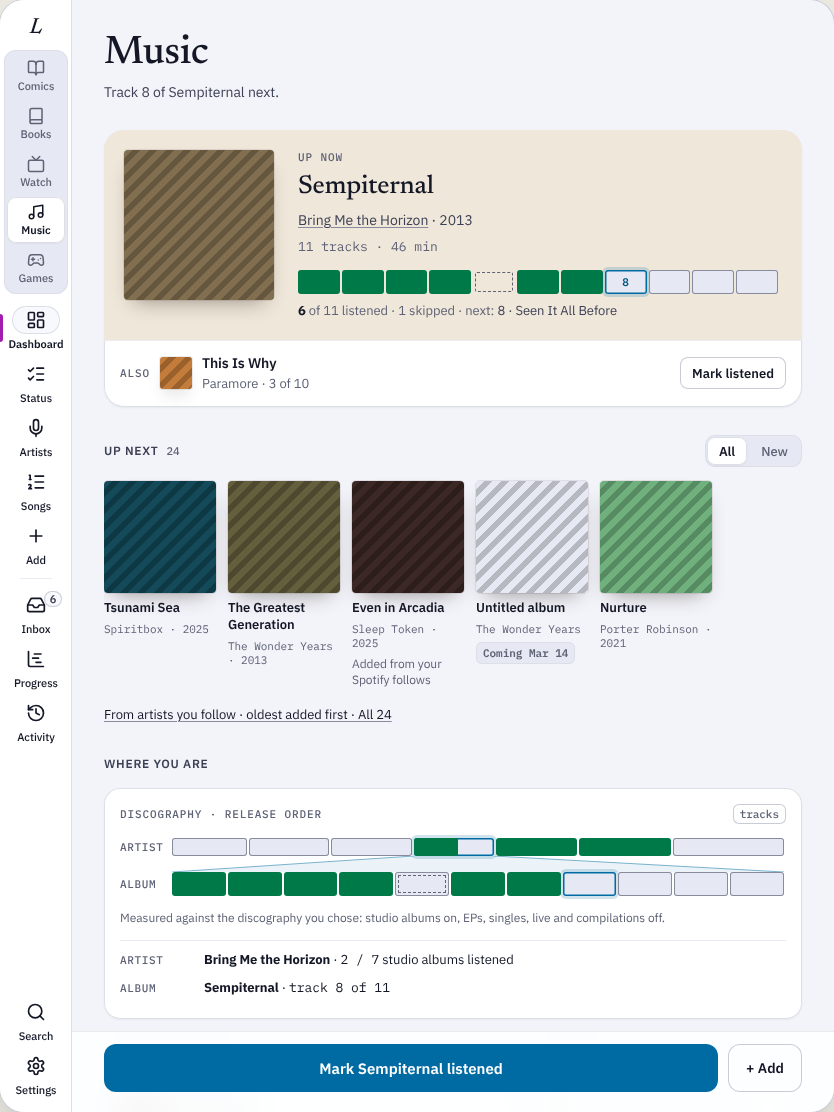 L
Comics
Books
Watch
Music
Games
Dashboard
Status
Artists
Songs
Add
Inbox
6
Progress
Activity
Search
Settings
Music
Track 8 of Sempiternal next.
UP NOW
Sempiternal
Bring Me the Horizon · 2013
11 tracks · 46 min
8
6 of 11 listened · 1 skipped · next: 8 · Seen It All Before
ALSO
This Is Why
Paramore · 3 of 10
Mark listened
UP NEXT 24
All
New
Tsunami Sea
Spiritbox · 2025
The Greatest
Generation
The Wonder Years
· 2013
Even in Arcadia
Sleep Token ·
2025
Added from your
Spotify follows
Untitled album
The Wonder Years
Coming Mar 14
Nurture
Porter Robinson ·
2021
From artists you follow · oldest added first · All 24
WHERE YOU ARE
DISCOGRAPHY · RELEASE ORDER
tracks
ARTIST
ALBUM
Measured against the discography you chose: studio albums on, EPs, singles, live and compilations off.
ARTIST
Bring Me the Horizon · 2 / 7 studio albums listened
ALBUM
Sempiternal · track 8 of 11
Mark Sempiternal listened
+ Add